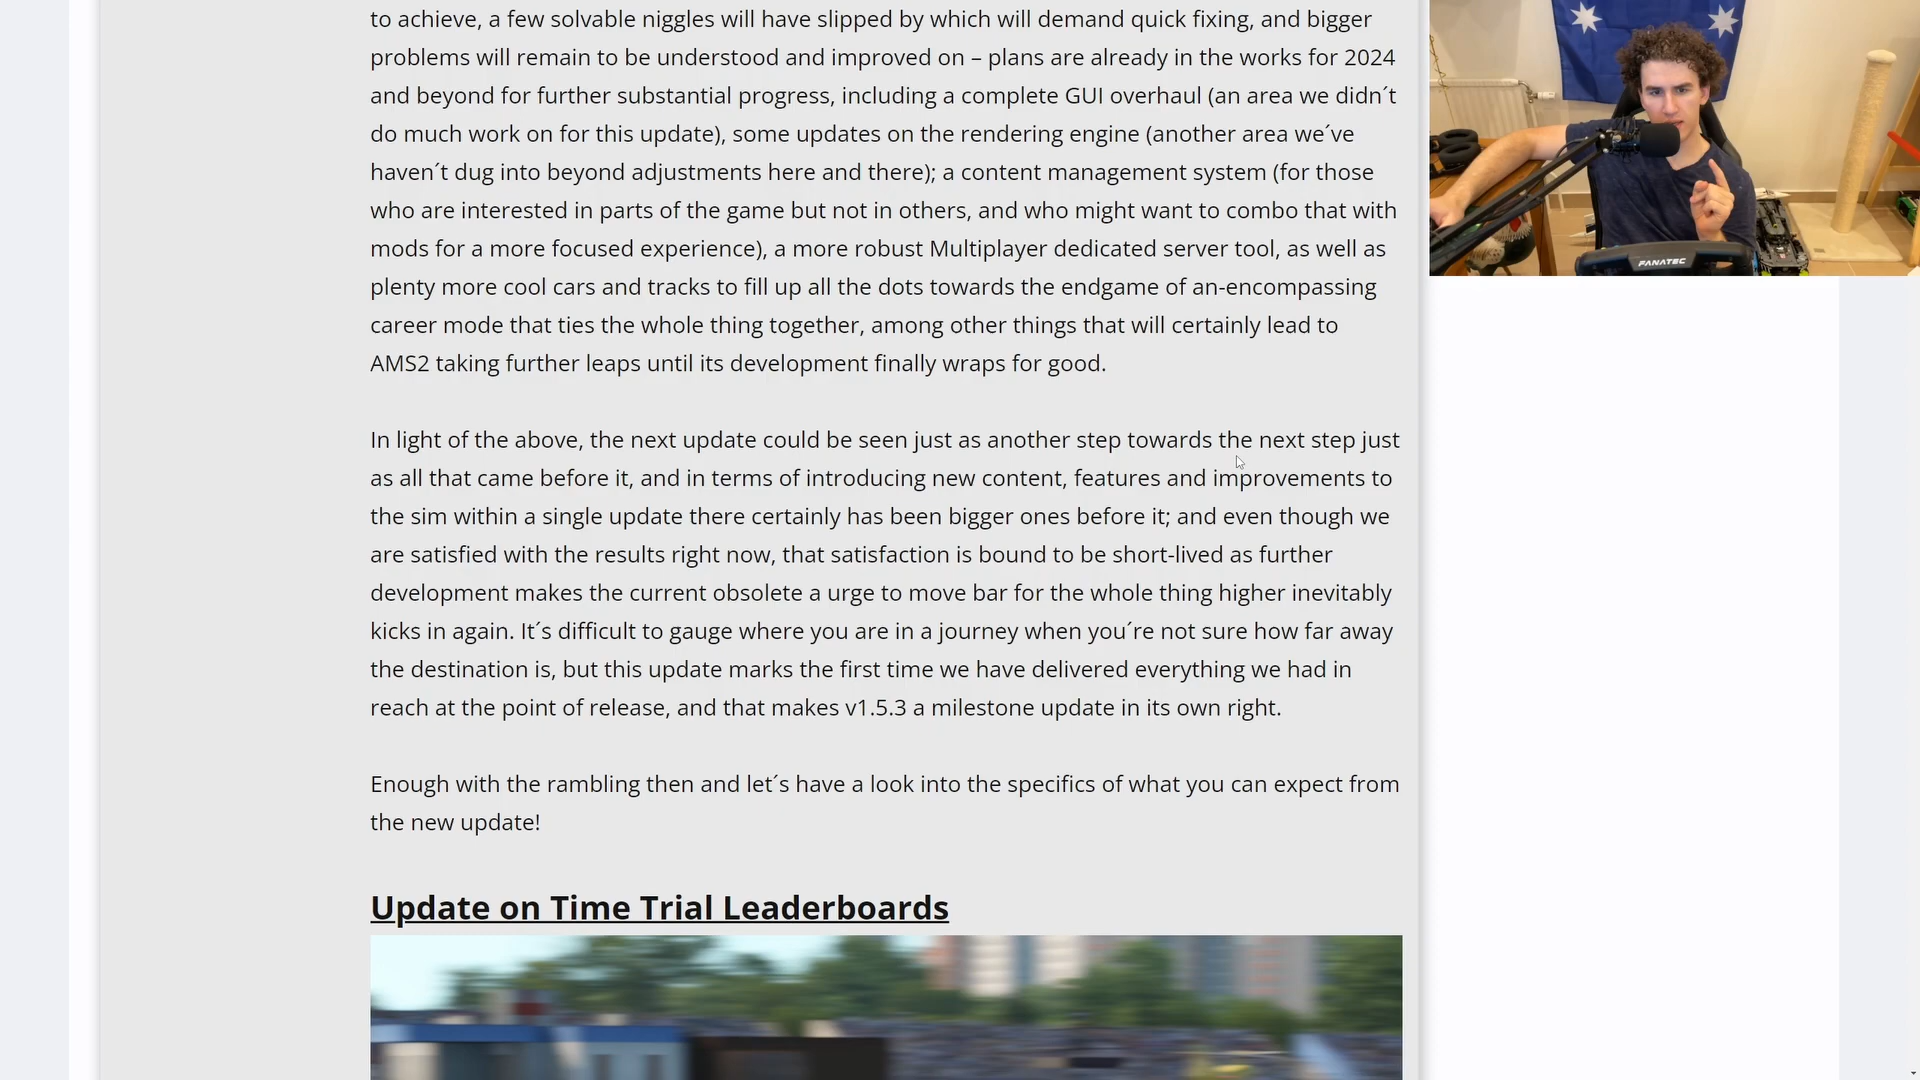 to achieve, a few solvable niggles will have slipped by which will demand quick fixing, and bigger
problems will remain to be understood and improved on – plans are already in the works for 2024
and beyond for further substantial progress, including a complete GUI overhaul (an area we didn´t
do much work on for this update), some updates on the rendering engine (another area we´ve
haven´t dug into beyond adjustments here and there); a content management system (for those
who are interested in parts of the game but not in others, and who might want to combo that with
mods for a more focused experience), a more robust Multiplayer dedicated server tool, as well as
plenty more cool cars and tracks to fill up all the dots towards the endgame of an-encompassing
career mode that ties the whole thing together, among other things that will certainly lead to
AMS2 taking further leaps until its development finally wraps for good.
In light of the above, the next update could be seen just as another step towards the next step just
as all that came before it, and in terms of introducing new content, features and improvements to
the sim within a single update there certainly has been bigger ones before it; and even though we
are satisfied with the results right now, that satisfaction is bound to be short-lived as further
development makes the current obsolete a urge to move bar for the whole thing higher inevitably
kicks in again. It´s difficult to gauge where you are in a journey when you´re not sure how far away
the destination is, but this update marks the first time we have delivered everything we had in
reach at the point of release, and that makes v1.5.3 a milestone update in its own right.
Enough with the rambling then and let´s have a look into the specifics of what you can expect from
the new update!
Update on Time Trial Leaderboards
FANATEC